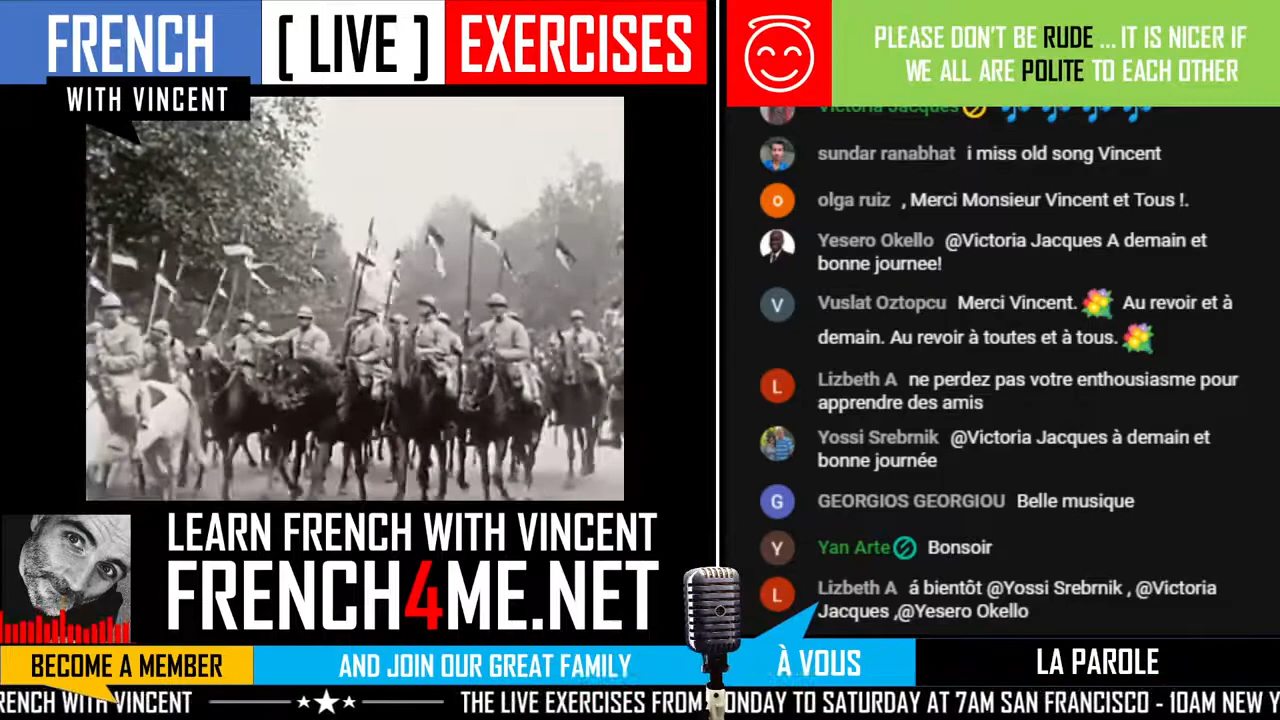 FRENCH
[ LIVE ]
EXERCISES
WITH VINCENT
PLEASE DON'T BE RUDE ... IT IS NICER IF
WE ALL ARE POLITE TO EACH OTHER
Victoria Jacques
sundar ranabhat i miss old song Vincent
o
olga ruiz , Merci Monsieur Vincent et Tous !.
Yesero Okello @Victoria Jacques A demain et
bonne journee!
V
Vuslat Oztopcu Merci Vincent. Au revoir et à
demain. Au revoir à toutes et à tous.
L
Lizbeth A ne perdez pas votre enthousiasme pour
apprendre des amis
Yossi Srebrnik @Victoria Jacques à demain et
bonne journée
G
GEORGIOS GEORGIOU Belle musique
Y
Yan Arte Bonsoir
L
Lizbeth A á bientôt @Yossi Srebrnik , @Victoria
Jacques ,@Yesero Okello
LEARN FRENCH WITH VINCENT
FRENCH4ME.NET
BECOME A MEMBER
AND JOIN OUR GREAT FAMILY
À VOUS
LA PAROLE
RENCH WITH VINCENT
THE LIVE EXERCISES FROM MONDAY TO SATURDAY AT 7AM SAN FRANCISCO - 10AM NEW Y